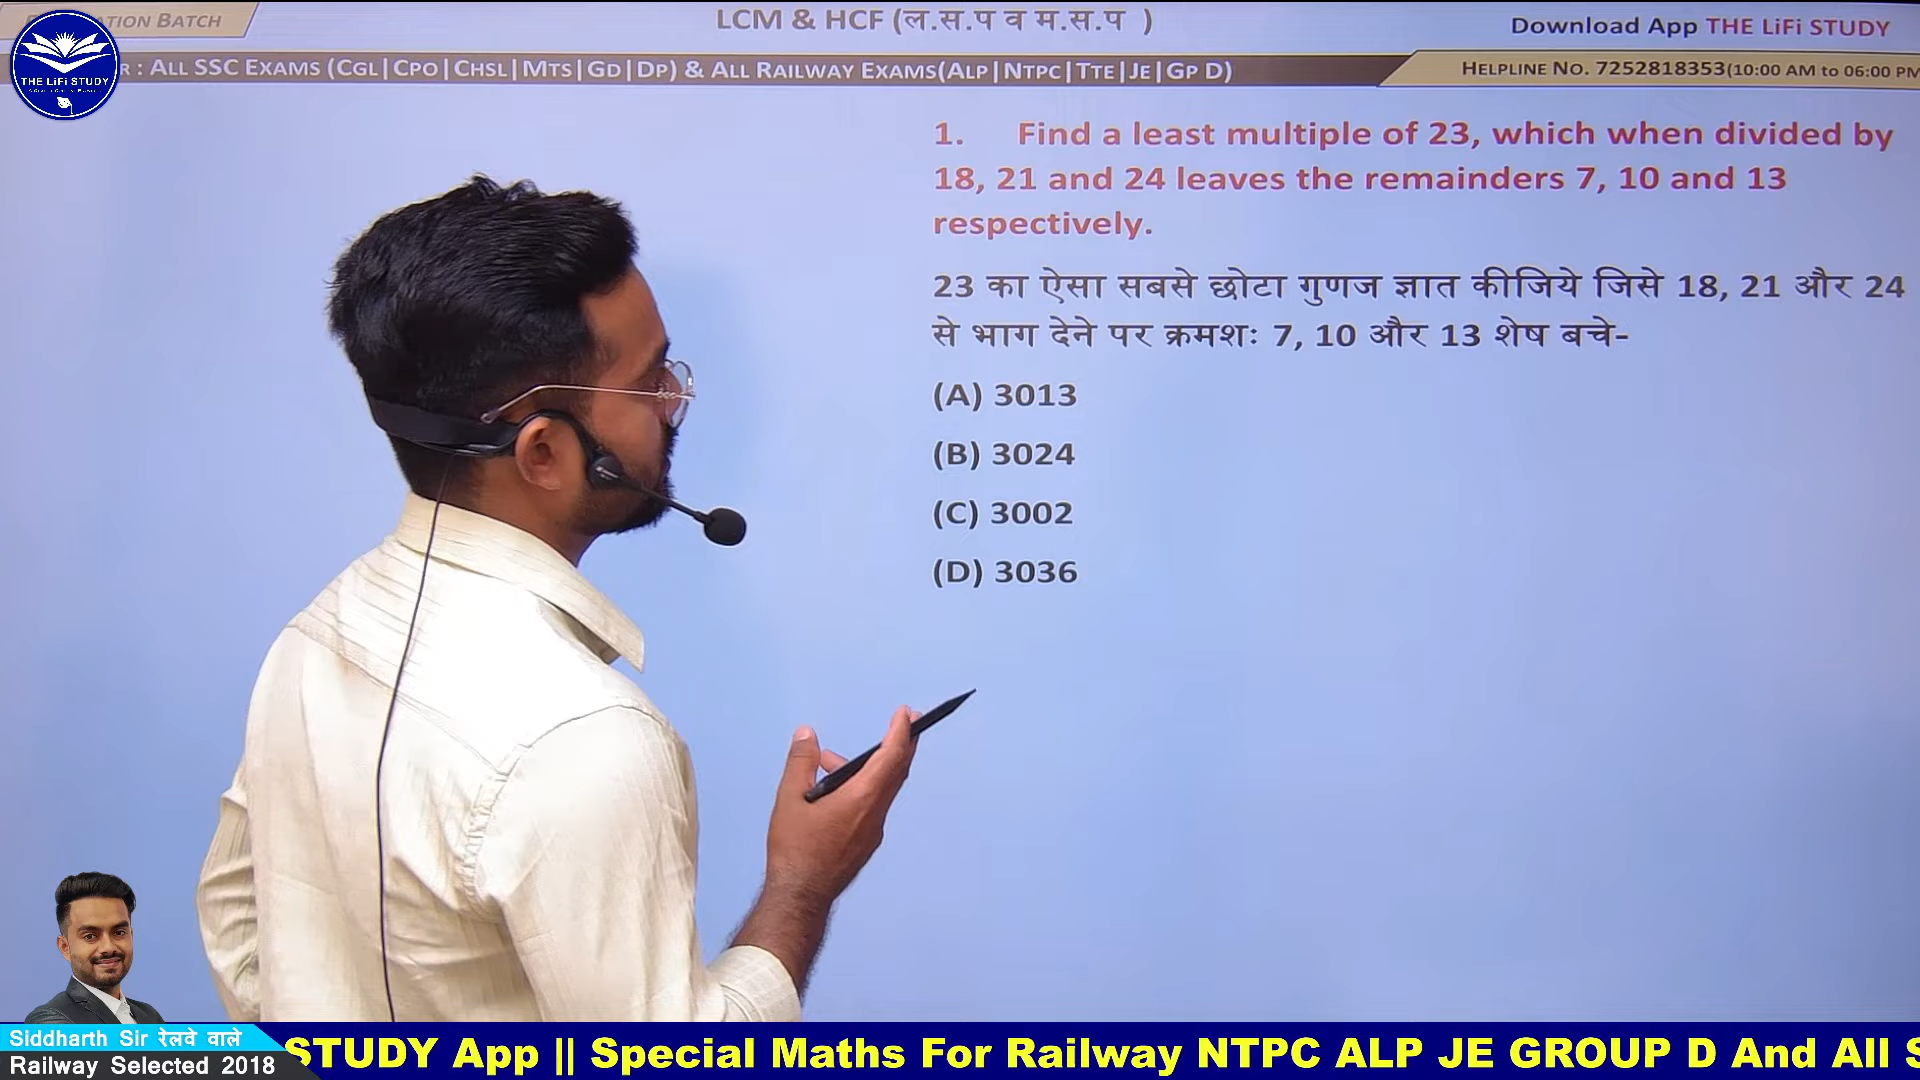 ATION BATCH
LCM & HCF (ल.स.प व म.स.प )
Download App THE LiFi STUDY
THE LiFi STUDY
R : ALL SSC EXAMS (CGL|CPO|CHSL|MTS|GD|DP) & ALL RAILWAY EXAMS(ALP|NTPC|TTE|JE|GP D)
HELPLINE NO. 7252818353(10:00 AM TO 06:00 PM
1. Find a least multiple of 23, which when divided by
18, 21 and 24 leaves the remainders 7, 10 and 13
respectively.
23 का ऐसा सबसे छोटा गुणज ज्ञात कीजिये जिसे 18, 21 और 24
से भाग देने पर क्रमशः 7, 10 और 13 शेष बचे-
(A) 3013
(B) 3024
(C) 3002
(D) 3036
Siddharth Sir रेलवे वाले
Railway Selected 2018
STUDY App || Special Maths For Railway NTPC ALP JE GROUP D And All S